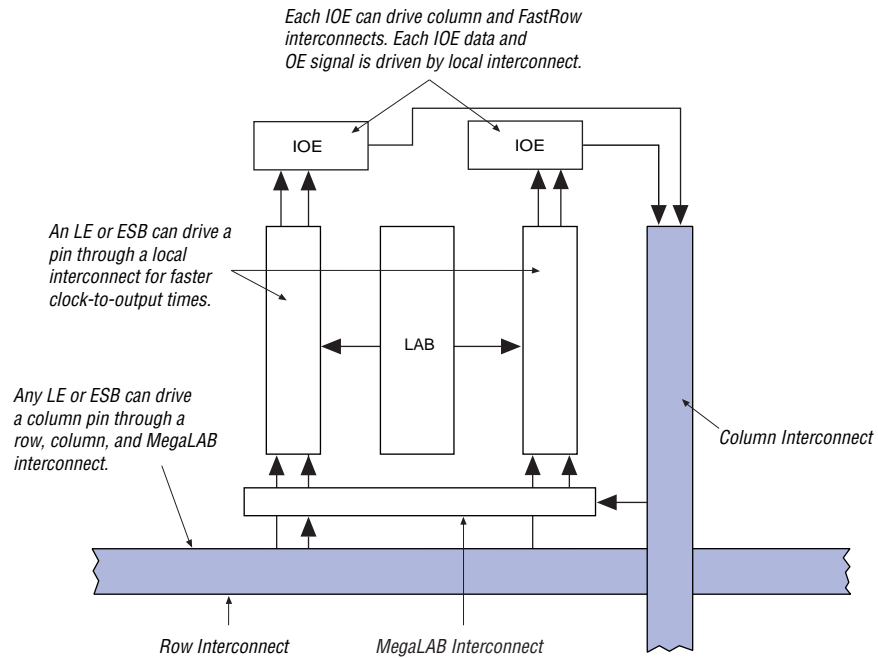 Each IOE can drive column and FastRow
interconnects. Each IOE data and
OE signal is driven by local interconnect.
IOE
IOE
An LE or ESB can drive a
pin through a local
interconnect for faster
clock-to-output times.
LAB
Any LE or ESB can drive
a column pin through a
row, column, and MegaLAB
interconnect.
Column Interconnect
Row Interconnect
MegaLAB Interconnect